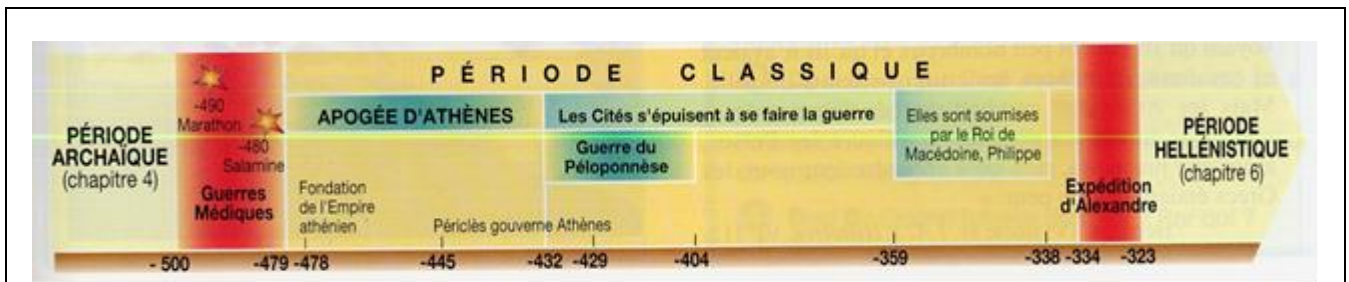 PÉRIODE CLASSIQUE
PÉRIODE
ARCHAÏQUE
(chapitre 4)
-490
Marathon
-480
Salamine
Guerres
Médiques
APOGÉE D'ATHÈNES
Fondation
de l'Empire
athénien
Périclès gouverne Athènes
Les Cités s'épuisent à se faire la guerre
Guerre du
Péloponnèse
Elles sont soumises
par le Roi de
Macédoine, Philippe
Expédition
d'Alexandre
PÉRIODE
HELLÉNISTIQUE
(chapitre 6)
- 500 -479 -478 -445 -432 -429 -404 -359 -338 -334 -323